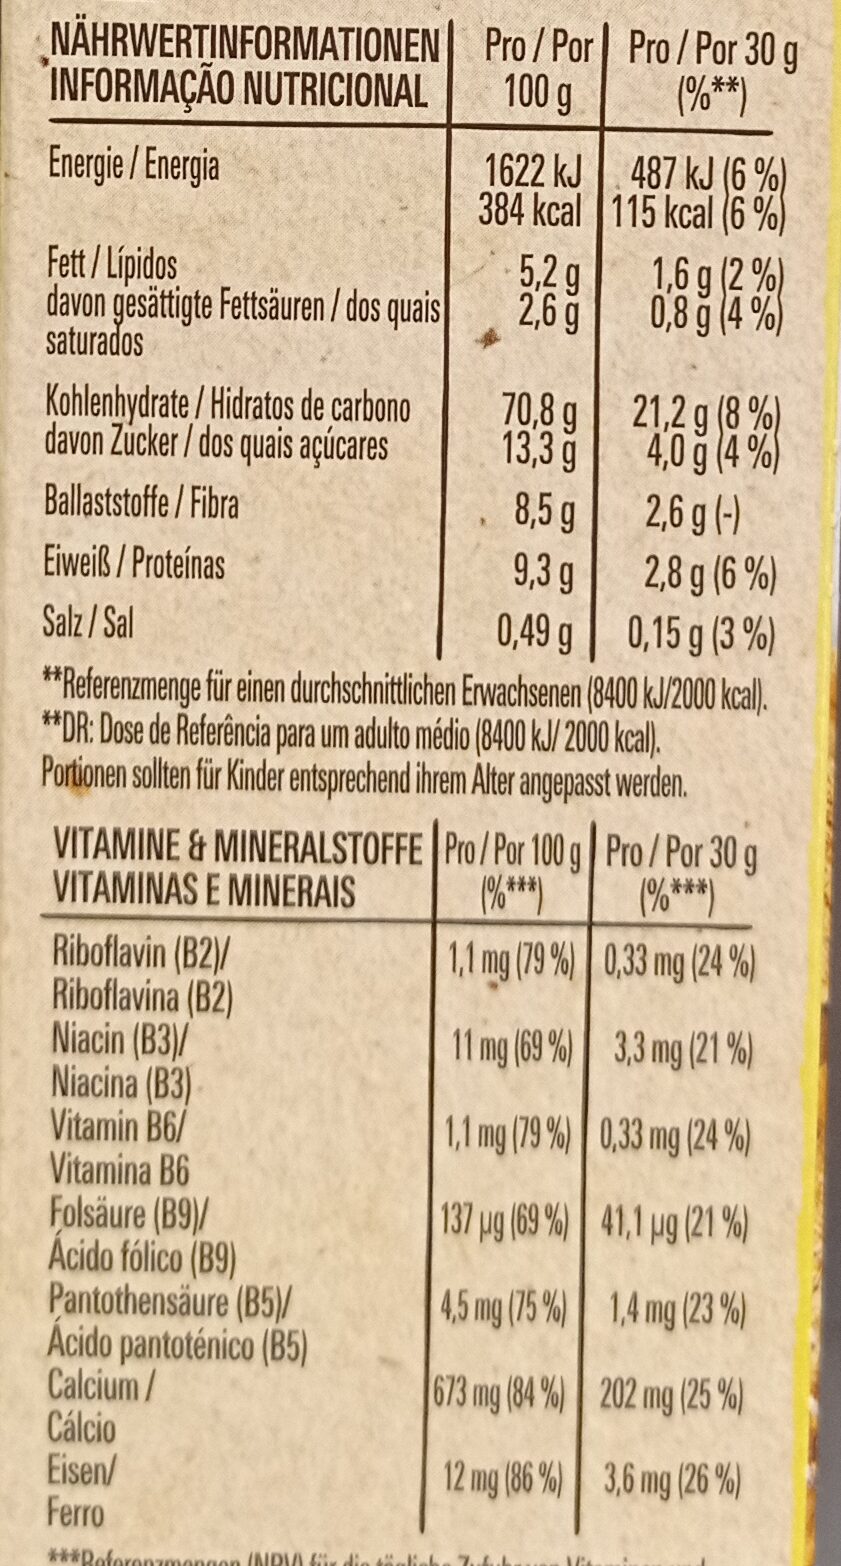 NÄHRWERTINFORMATIONEN Pro / Por Pro / Por 30 g
INFORMAÇÃO NUTRICIONAL 100 g (%**)
Energie / Energia 1622 kJ 487 kJ (6 %)
384 kcal 115 kcal (6 %)
Fett / Lípidos 5,2 g 1,6 g (2 %)
davon gesättigte Fettsäuren / dos quais 2,6 g 0,8 g (4 %)
saturados
Kohlenhydrate / Hidratos de carbono 70,8 g 21,2 g (8 %)
davon Zucker / dos quais açúcares 13,3 g 4,0 g (4 %)
Ballaststoffe / Fibra 8,5 g 2,6 g (-)
Eiweiß / Proteínas 9,3 g 2,8 g (6 %)
Salz / Sal 0,49 g 0,15 g (3 %)
**Referenzmenge für einen durchschnittlichen Erwachsenen (8400 kJ/2000 kcal).
**DR: Dose de Referência para um adulto médio (8400 kJ/ 2000 kcal).
Portionen sollten für Kinder entsprechend ihrem Alter angepasst werden.
VITAMINE & MINERALSTOFFE Pro / Por 100 g Pro / Por 30 g
VITAMINAS E MINERAIS (%***) (%***)
Riboflavin (B2)/ 1,1 mg (79 %) 0,33 mg (24 %)
Riboflavina (B2)
Niacin (B3)/ 11 mg (69 %) 3,3 mg (21 %)
Niacina (B3)
Vitamin B6/ 1,1 mg (79 %) 0,33 mg (24 %)
Vitamina B6
Folsäure (B9)/ 137 µg (69 %) 41,1 µg (21 %)
Ácido fólico (B9)
Pantothensäure (B5)/ 4,5 mg (75 %) 1,4 mg (23 %)
Ácido pantoténico (B5)
Calcium / 673 mg (84 %) 202 mg (25 %)
Cálcio
Eisen/ 12 mg (86 %) 3,6 mg (26 %)
Ferro
***Referenzmengen (NRV) für die tägliche